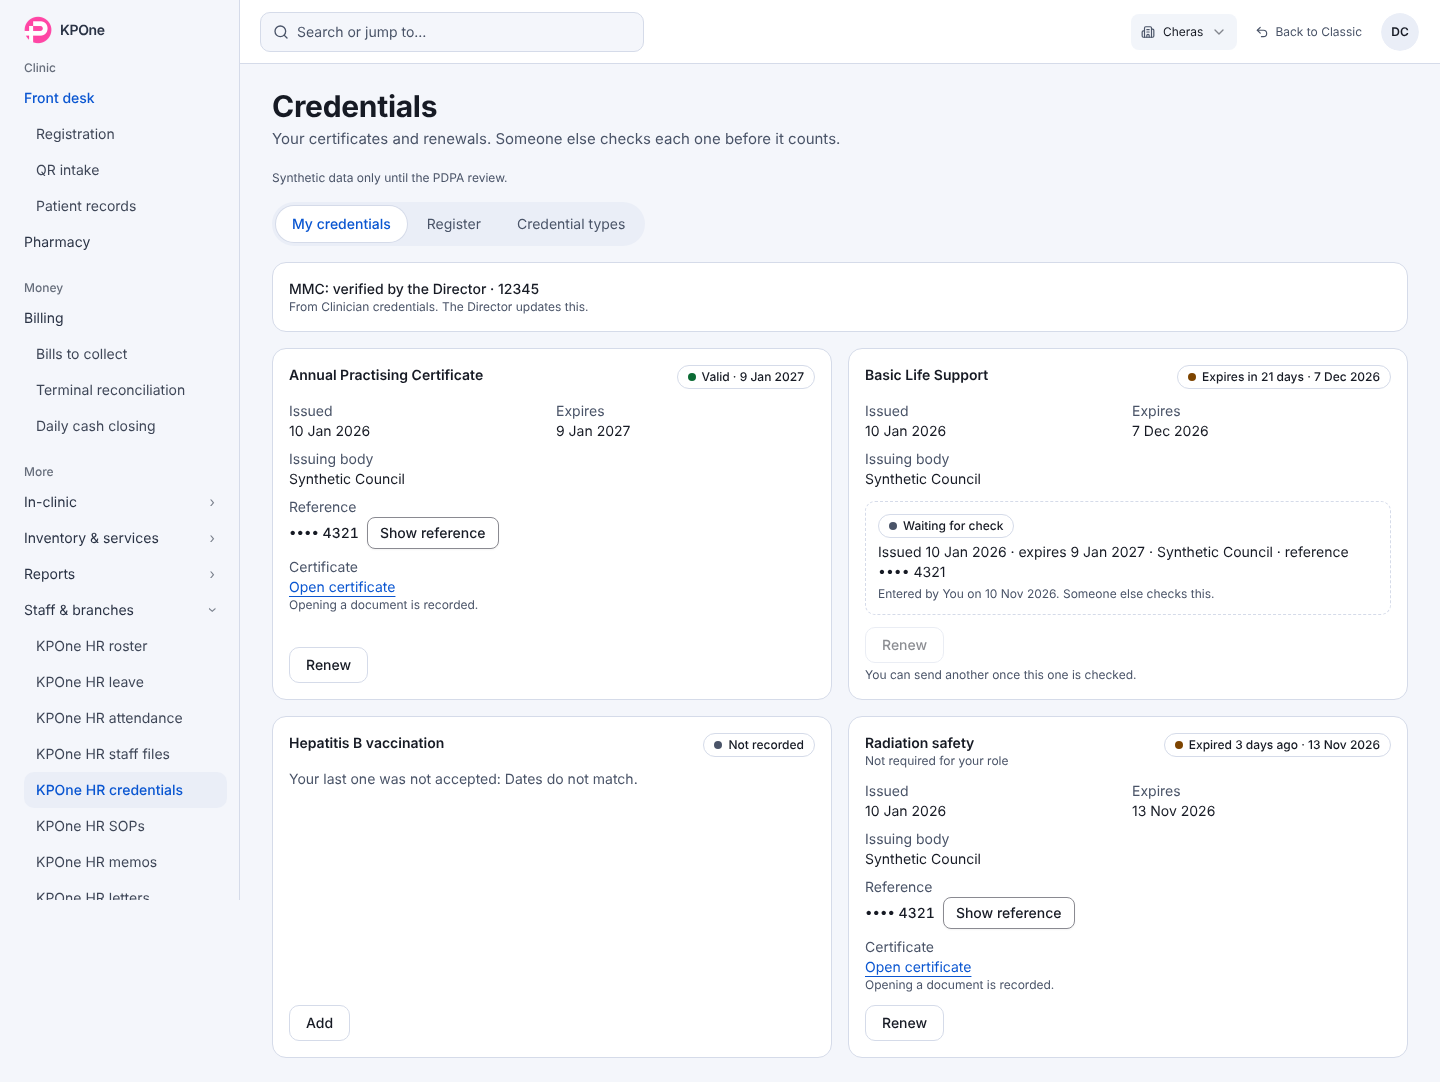 KPOne
Search or jump to...
Cheras
Back to Classic
DC
Clinic
Front desk
Registration
QR intake
Patient records
Pharmacy
Money
Billing
Bills to collect
Terminal reconciliation
Daily cash closing
More
In-clinic
Inventory & services
Reports
Staff & branches
KPOne HR roster
KPOne HR leave
KPOne HR attendance
KPOne HR staff files
KPOne HR credentials
KPOne HR SOPs
KPOne HR memos
KPOne HR letters
Credentials
Your certificates and renewals. Someone else checks each one before it counts.
Synthetic data only until the PDPA review.
My credentials
Register
Credential types
MMC: verified by the Director · 12345
From Clinician credentials. The Director updates this.
Annual Practising Certificate
Valid · 9 Jan 2027
Issued
Expires
10 Jan 2026
9 Jan 2027
Issuing body
Synthetic Council
Reference
•••• 4321
Show reference
Certificate
Open certificate
Opening a document is recorded.
Renew
Basic Life Support
Expires in 21 days · 7 Dec 2026
Issued
Expires
10 Jan 2026
7 Dec 2026
Issuing body
Synthetic Council
Waiting for check
Issued 10 Jan 2026 · expires 9 Jan 2027 · Synthetic Council · reference
•••• 4321
Entered by You on 10 Nov 2026. Someone else checks this.
Renew
You can send another once this one is checked.
Hepatitis B vaccination
Not recorded
Your last one was not accepted: Dates do not match.
Add
Radiation safety
Expired 3 days ago · 13 Nov 2026
Not required for your role
Issued
Expires
10 Jan 2026
13 Nov 2026
Issuing body
Synthetic Council
Reference
•••• 4321
Show reference
Certificate
Open certificate
Opening a document is recorded.
Renew